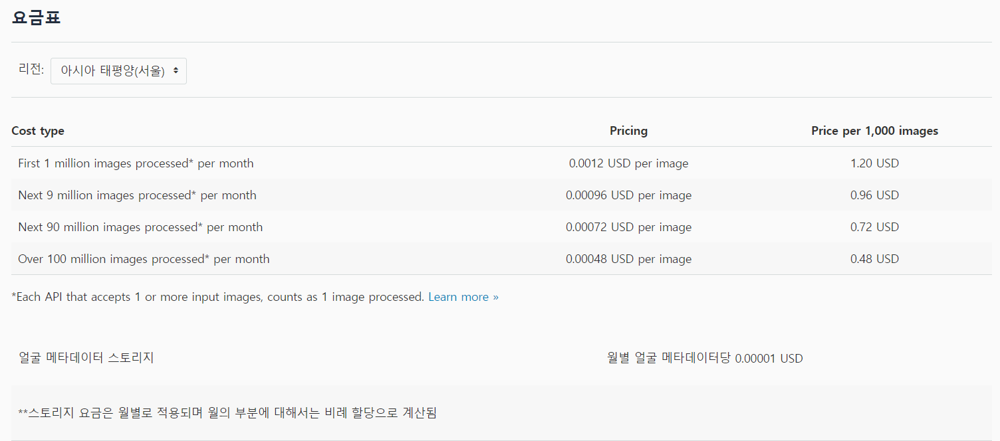 요금표
리전: 아시아 태평양(서울)
Cost type Pricing Price per 1,000 images
First 1 million images processed* per month 0.0012 USD per image 1.20 USD
Next 9 million images processed* per month 0.00096 USD per image 0.96 USD
Next 90 million images processed* per month 0.00072 USD per image 0.72 USD
Over 100 million images processed* per month 0.00048 USD per image 0.48 USD
*Each API that accepts 1 or more input images, counts as 1 image processed. Learn more »
얼굴 메타데이터 스토리지 월별 얼굴 메타데이터당 0.00001 USD
**스토리지 요금은 월별로 적용되며 월의 부분에 대해서는 비례 할당으로 계산됨